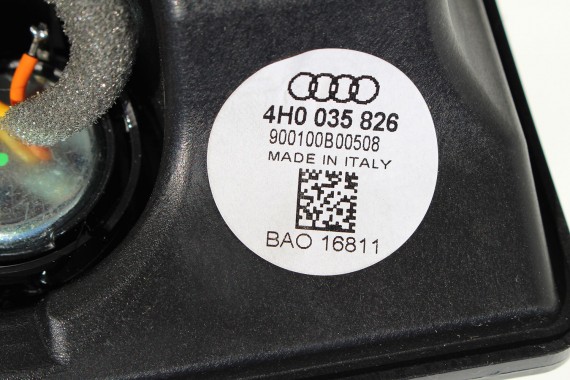 4H0 035 826
900100B00508
MADE IN ITALY
BAO 16811